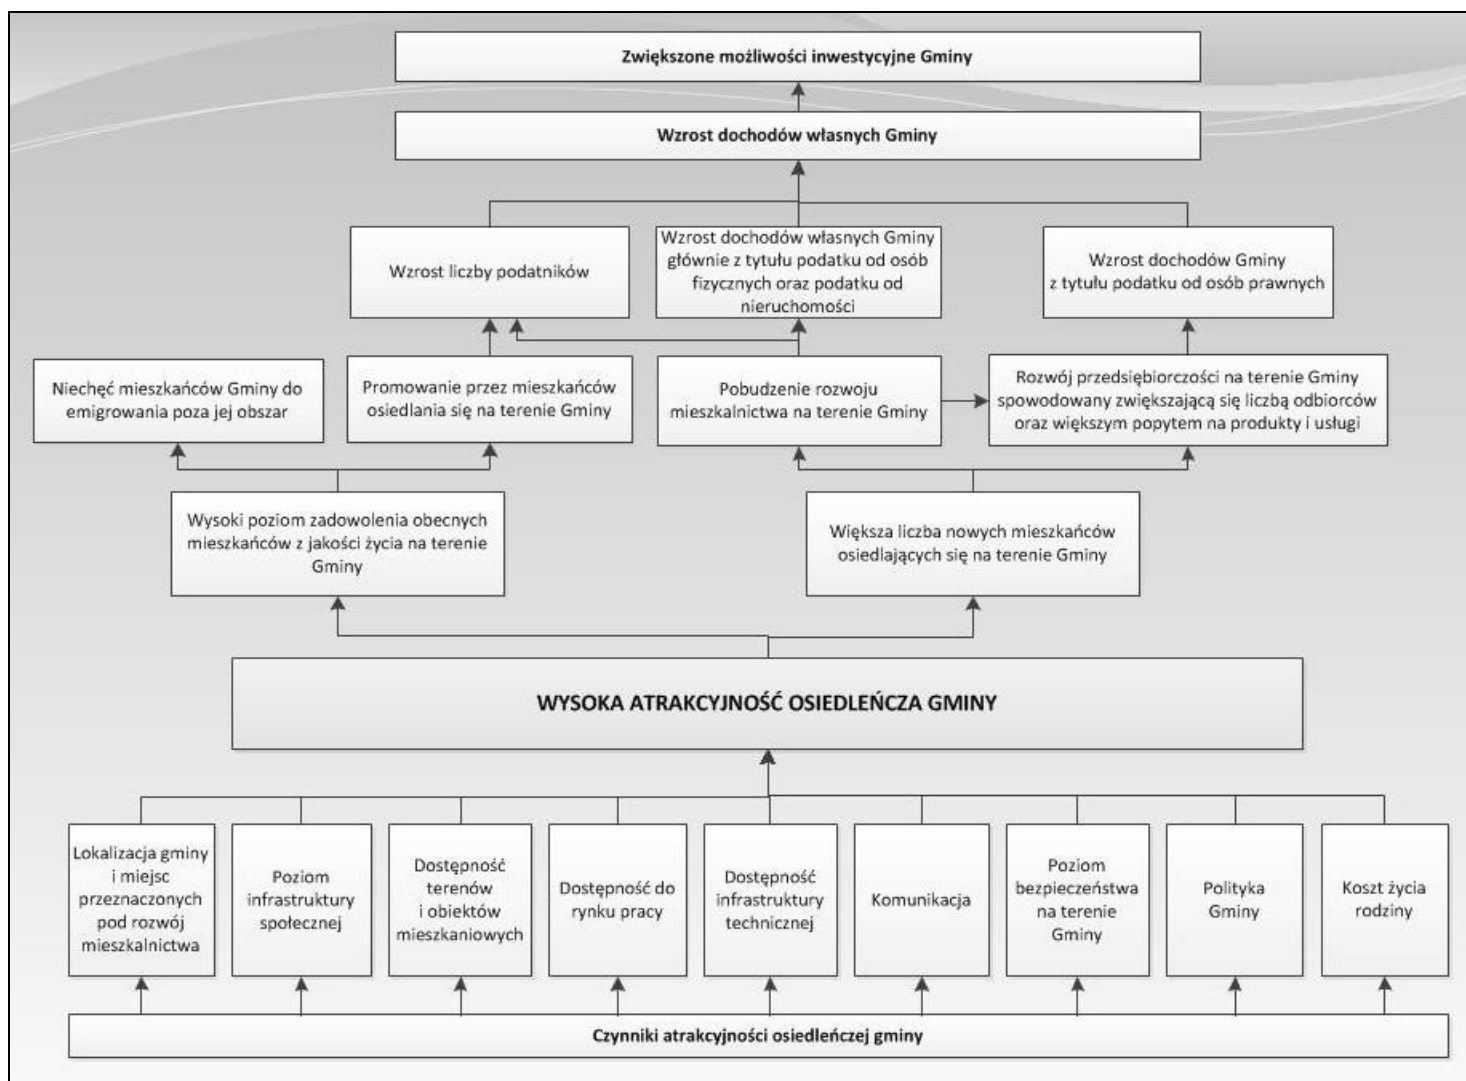 Zwiększone możliwości inwestycyjne Gminy
Wzrost dochodów własnych Gminy
Wzrost liczby podatników
Wzrost dochodów własnych Gminy
głównie z tytułu podatku od osób
fizycznych oraz podatku od
nieruchomości
Wzrost dochodów Gminy
z tytułu podatku od osób prawnych
Niechęć mieszkańców Gminy do
emigrowania poza jej obszar
Promowanie przez mieszkańców
osiedlania się na terenie Gminy
Pobudzenie rozwoju
mieszkalnictwa na terenie Gminy
Rozwój przedsiębiorczości na terenie Gminy
spowodowany zwiększającą się liczbą odbiorców
oraz większym popytem na produkty i usługi
Wysoki poziom zadowolenia obecnych
mieszkańców z jakości życia na terenie
Gminy
Większa liczba nowych mieszkańców
osiedlających się na terenie Gminy
WYSOKA ATRAKCYJNOŚĆ OSIEDLEŃCZA GMINY
Lokalizacja gminy
i miejsc
przeznaczonych
pod rozwój
mieszkalnictwa
Poziom
infrastruktury
społecznej
Dostępność
terenów
i obiektów
mieszkaniowych
Dostępność do
rynku pracy
Dostępność
infrastruktury
technicznej
Komunikacja
Poziom
bezpieczeństwa
na terenie
Gminy
Polityka
Gminy
Koszt życia
rodziny
Czynniki atrakcyjności osiedleńczej gminy